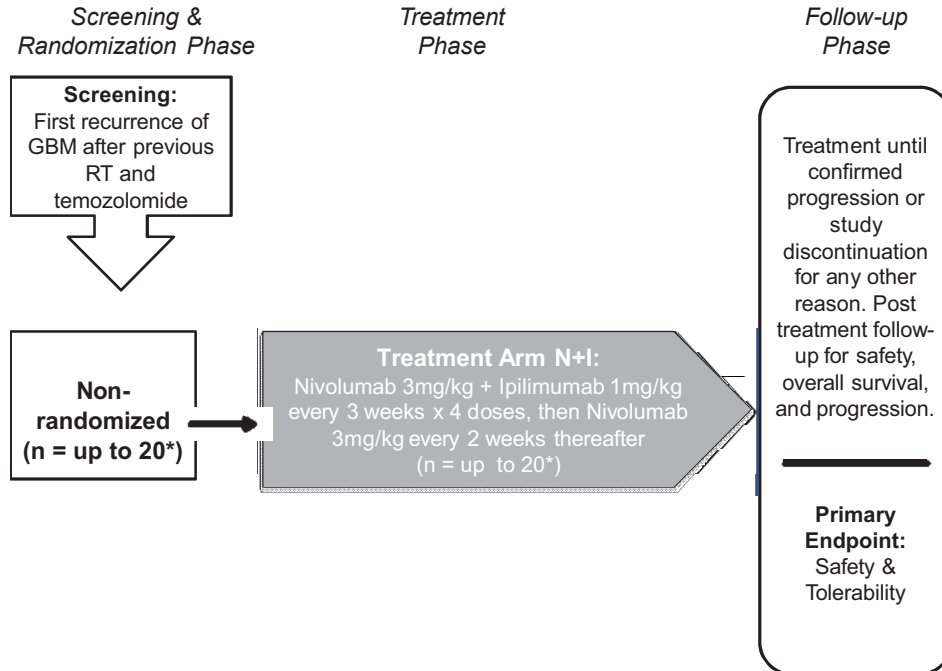 Screening &
Randomization Phase
Treatment
Phase
Follow-up
Phase
Screening:
First recurrence of
GBM after previous
RT and
temozolomide
Non-
randomized
(n = up to 20*)
Treatment Arm N+I:
Nivolumab 3mg/kg + Ipilimumab 1mg/kg
every 3 weeks x 4 doses, then Nivolumab
3mg/kg every 2 weeks thereafter
(n = up to 20*)
Treatment until
confirmed
progression or
study
discontinuation
for any other
reason. Post
treatment follow-
up for safety,
overall survival,
and progression.
Primary
Endpoint:
Safety &
Tolerability